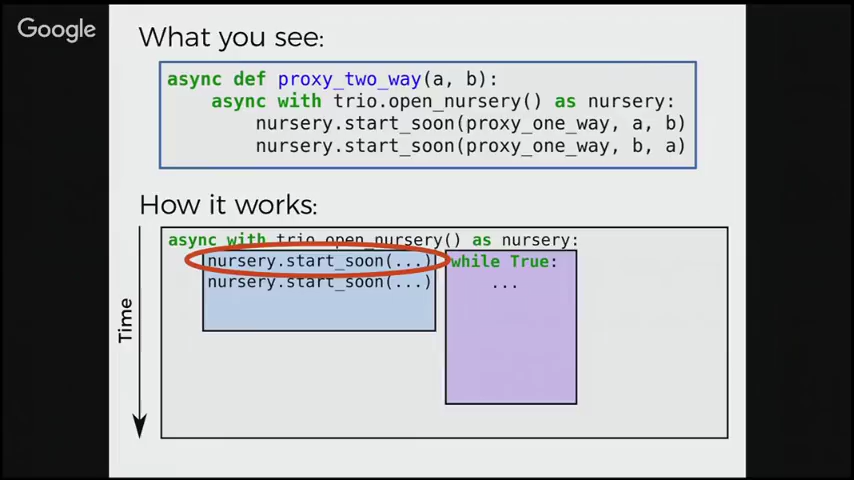 Google
What you see:
async def proxy_two_way(a, b):
async with trio.open_nursery() as nursery:
nursery.start_soon(proxy_one_way, a, b)
nursery.start_soon(proxy_one_way, b, a)
How it works:
async with trio.open_nursery() as nursery:
nursery.start_soon(...) while True:
nursery.start_soon(...) ...
Time